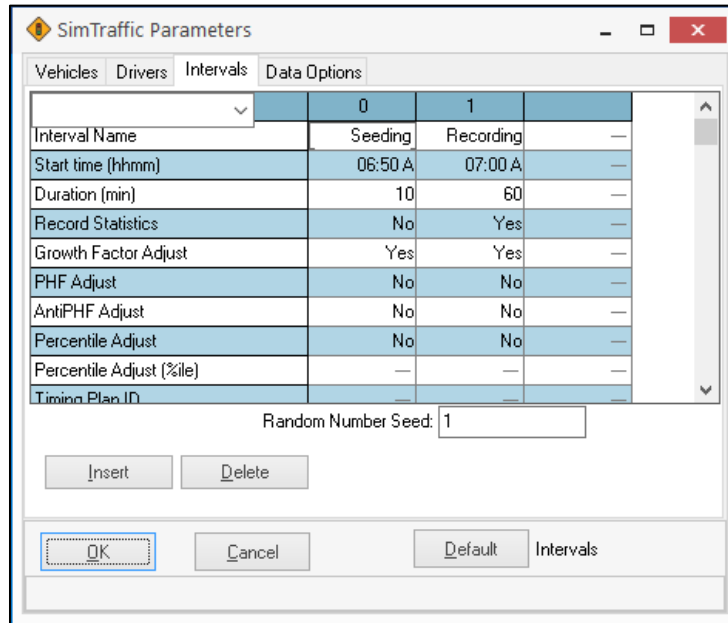 SimTraffic Parameters
Vehicles Drivers Intervals Data Options
0 1
Interval Name Seeding Recording —
Start time (hhmm) 06:50 A 07:00 A —
Duration (min) 10 60 —
Record Statistics No Yes —
Growth Factor Adjust Yes Yes —
PHF Adjust No No —
AntiPHF Adjust No No —
Percentile Adjust No No —
Percentile Adjust (%ile) — — —
Timing Plan ID — — —
Random Number Seed: 1
Insert Delete
OK Cancel Default Intervals